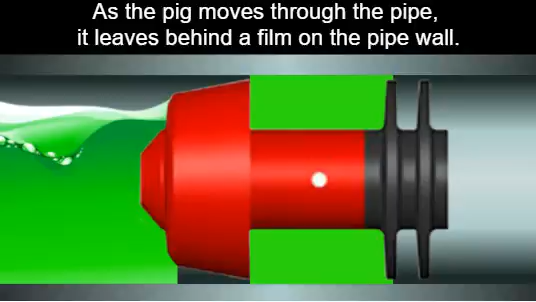 As the pig moves through the pipe,
it leaves behind a film on the pipe wall.